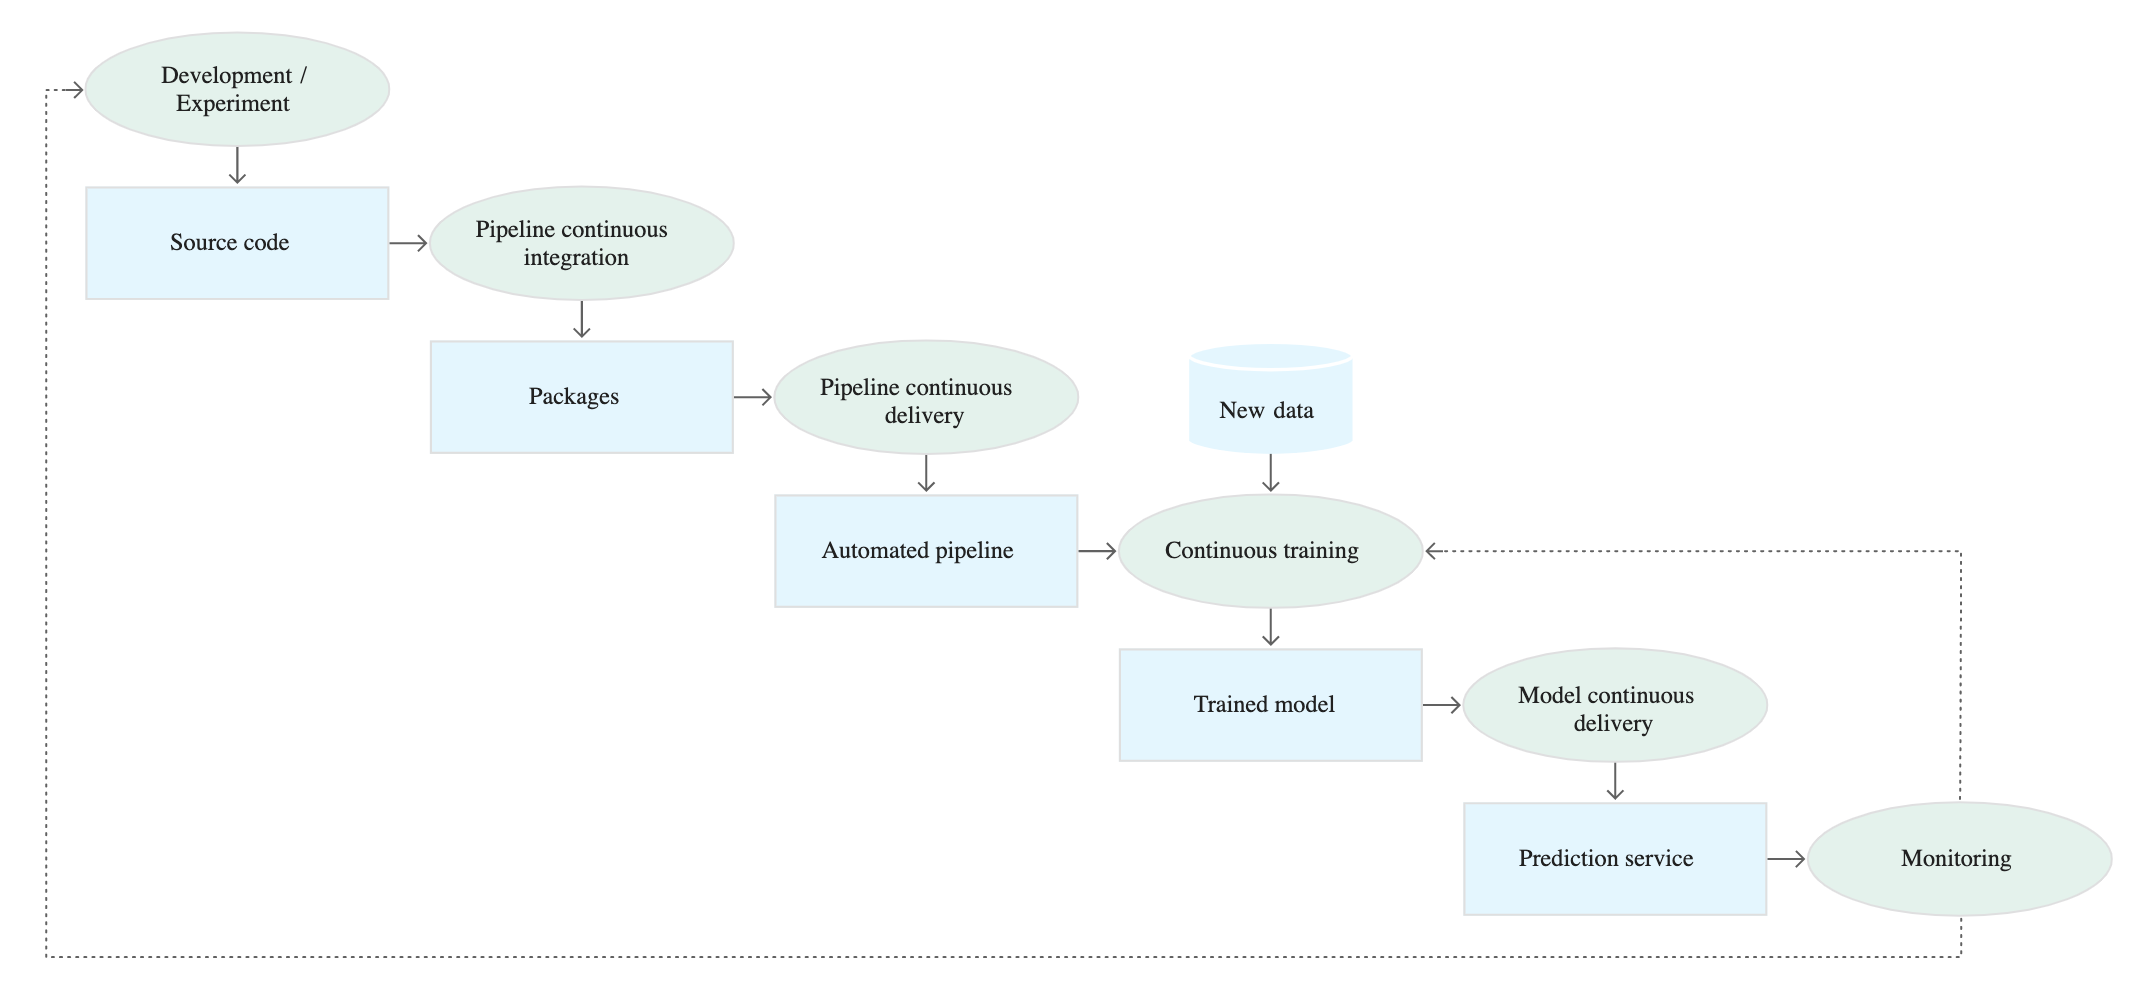 Development /
Experiment
Source code
Pipeline continuous
integration
Packages
Pipeline continuous
delivery
New data
Automated pipeline
Continuous training
Trained model
Model continuous
delivery
Prediction service
Monitoring